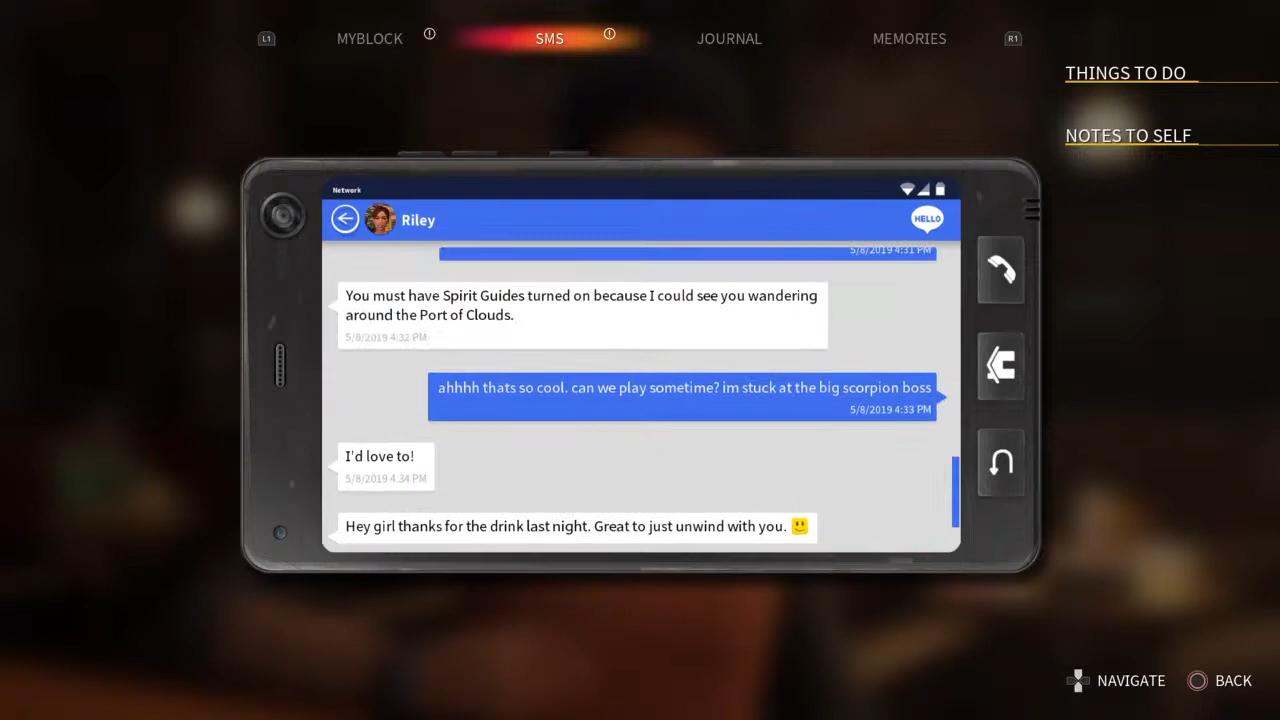 L1
MYBLOCK
SMS
JOURNAL
MEMORIES
R1
THINGS TO DO
NOTES TO SELF
Network
Riley
HELLO
5/8/2019 4:31 PM
You must have Spirit Guides turned on because I could see you wandering
around the Port of Clouds.
5/8/2019 4:32 PM
ahhhh thats so cool. can we play sometime? im stuck at the big scorpion boss
5/8/2019 4:33 PM
I'd love to!
5/8/2019 4:34 PM
Hey girl thanks for the drink last night. Great to just unwind with you.
NAVIGATE
BACK